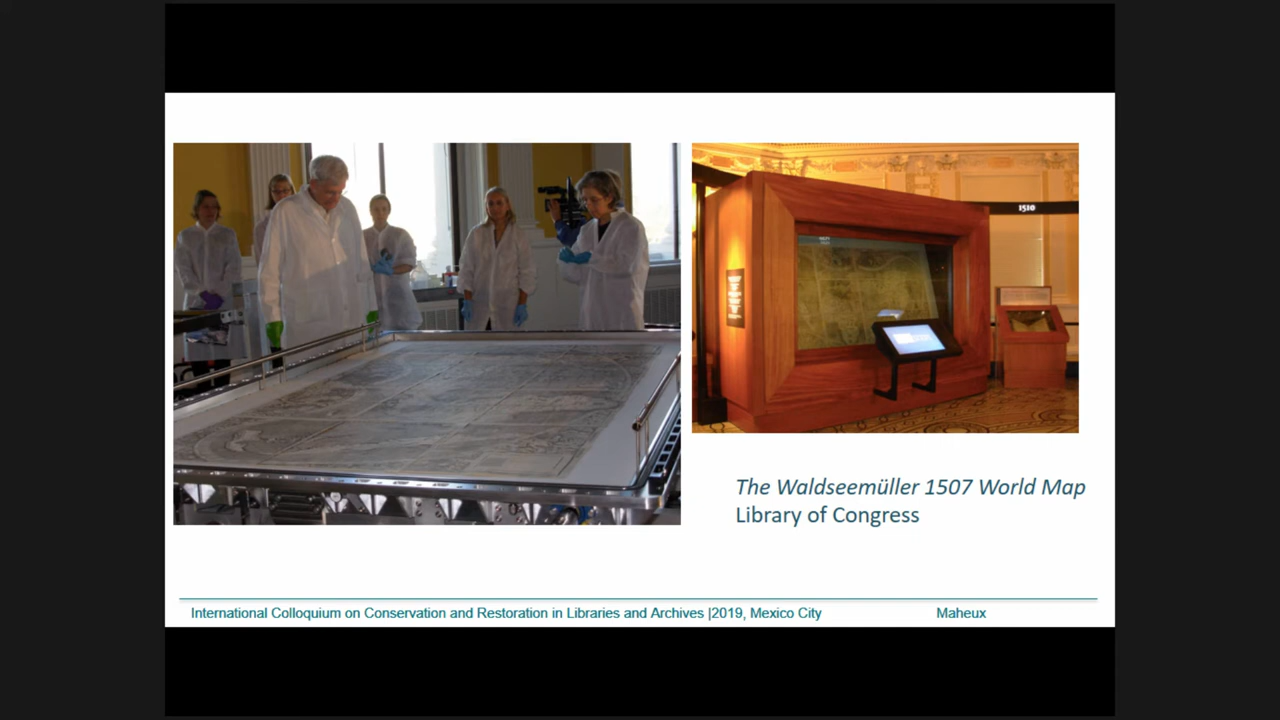 1510
The Waldseemüller 1507 World Map
Library of Congress
International Colloquium on Conservation and Restoration in Libraries and Archives |2019, Mexico City
Maheux